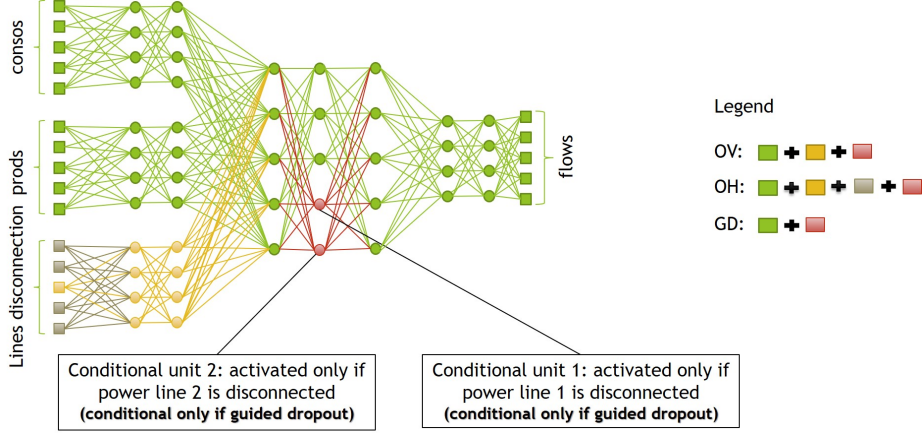 consos
prods
Lines disconnection
flows
Legend
OV:
OH:
GD:
Conditional unit 2: activated only if
power line 2 is disconnected
(conditional only if guided dropout)
Conditional unit 1: activated only if
power line 1 is disconnected
(conditional only if guided dropout)